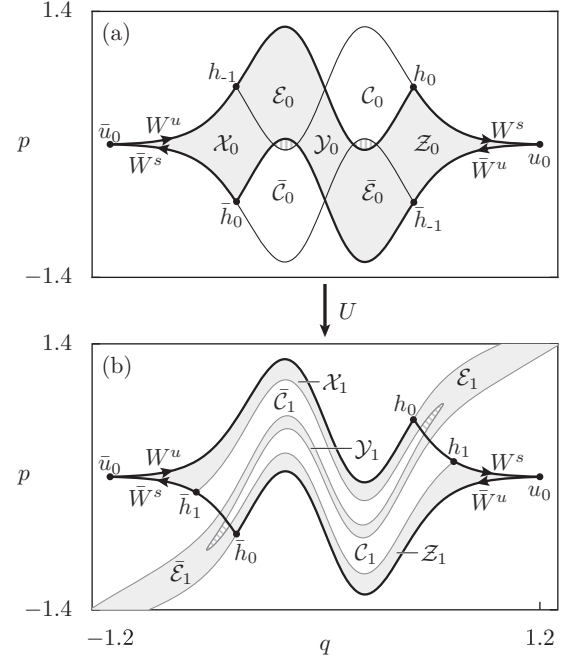 1.4
(a)
h₋₁
ℰ₀
𝒞₀
h₀
ū₀
Wᵘ
Wˢ
p
W̄ˢ
𝒳₀
𝒴₀
𝒵₀
W̄ᵘ
u₀
h̄₀
𝒞̄₀
ℰ̄₀
h̄₋₁
−1.4
U
1.4
(b)
𝒳₁
ℰ₁
𝒞̄₁
h₀
ū₀
Wᵘ
𝒴₁
h₁
Wˢ
p
W̄ˢ
h̄₁
W̄ᵘ
u₀
h̄₀
ℰ̄₁
𝒞₁
𝒵₁
−1.4
−1.2
q
1.2